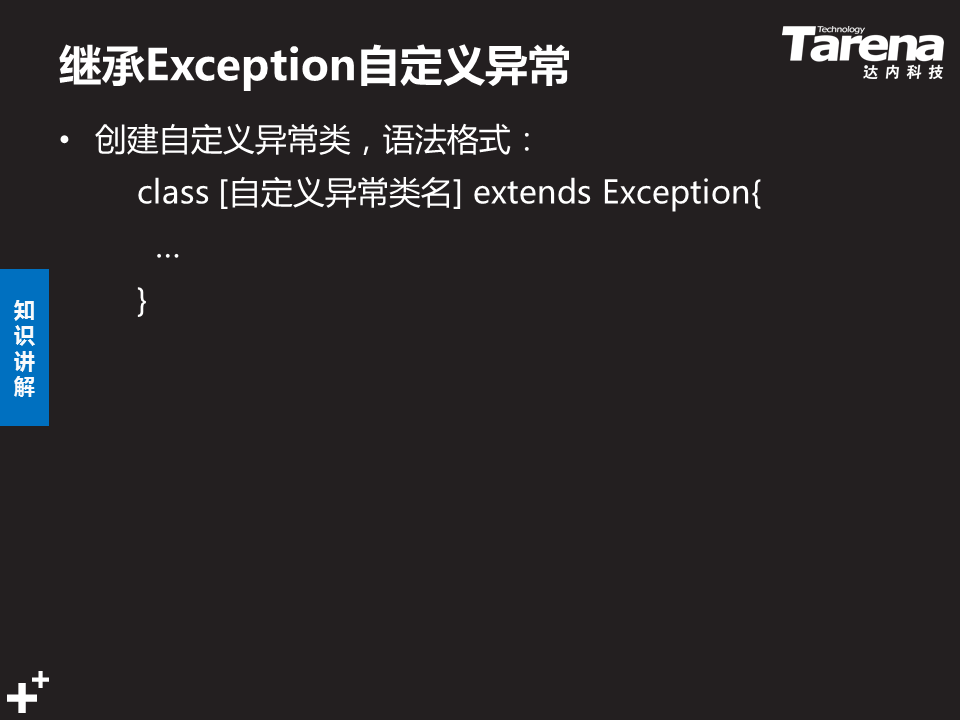 继承Exception自定义异常
Technology
Tarena
达内科技
• 创建自定义异常类，语法格式：
class [自定义异常类名] extends Exception{
…
}
知
识
讲
解